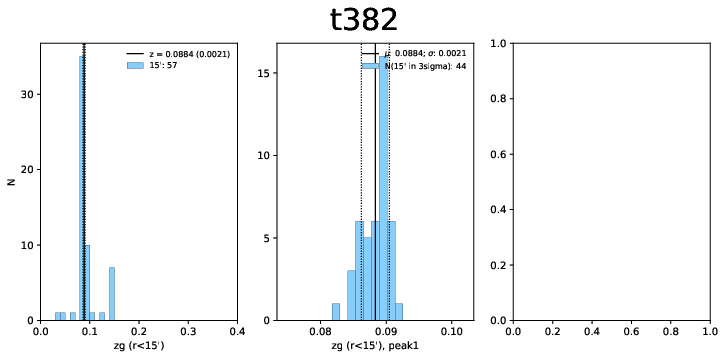 t382
z = 0.0884 (0.0021)
15': 57
N
30
20
10
0
0.0 0.1 0.2 0.3 0.4
zg (r<15')
μ: 0.0884; σ: 0.0021
N(15' in 3sigma): 44
15
10
5
0
0.08 0.09 0.10
zg (r<15'), peak1
1.0
0.8
0.6
0.4
0.2
0.0
0.0 0.2 0.4 0.6 0.8 1.0